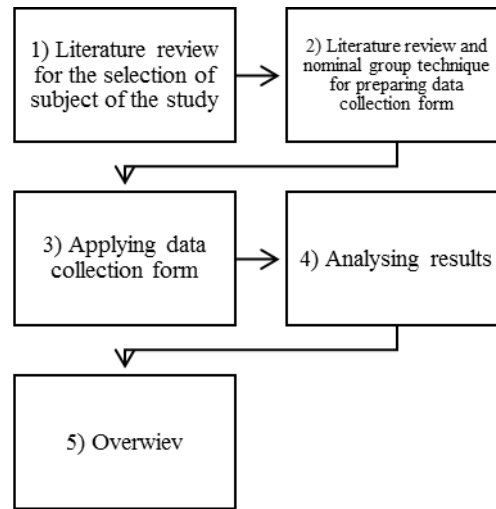 1) Literature review
for the selection of
subject of the study
2) Literature review and
nominal group technique
for preparing data
collection form
3) Applying data
collection form
4) Analysing results
5) Overwiev